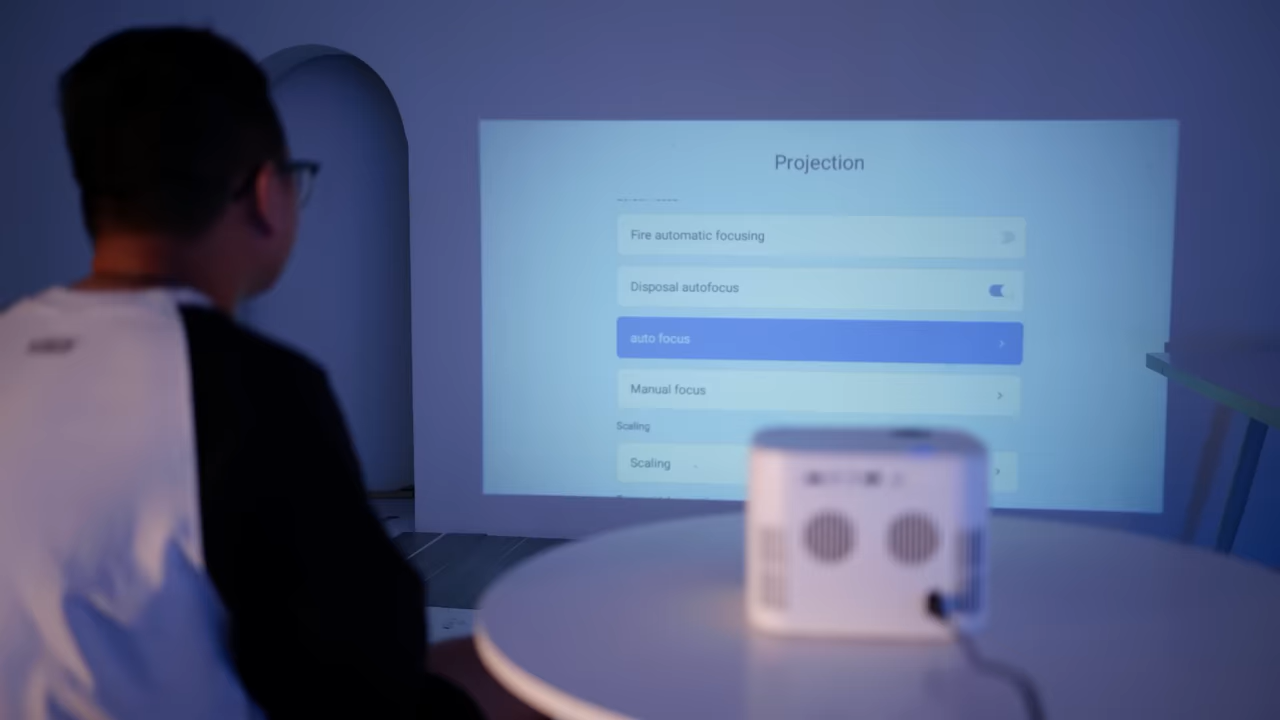 Projection
Fire automatic focusing
Disposal autofocus
auto focus
Manual focus
Scaling
Scaling